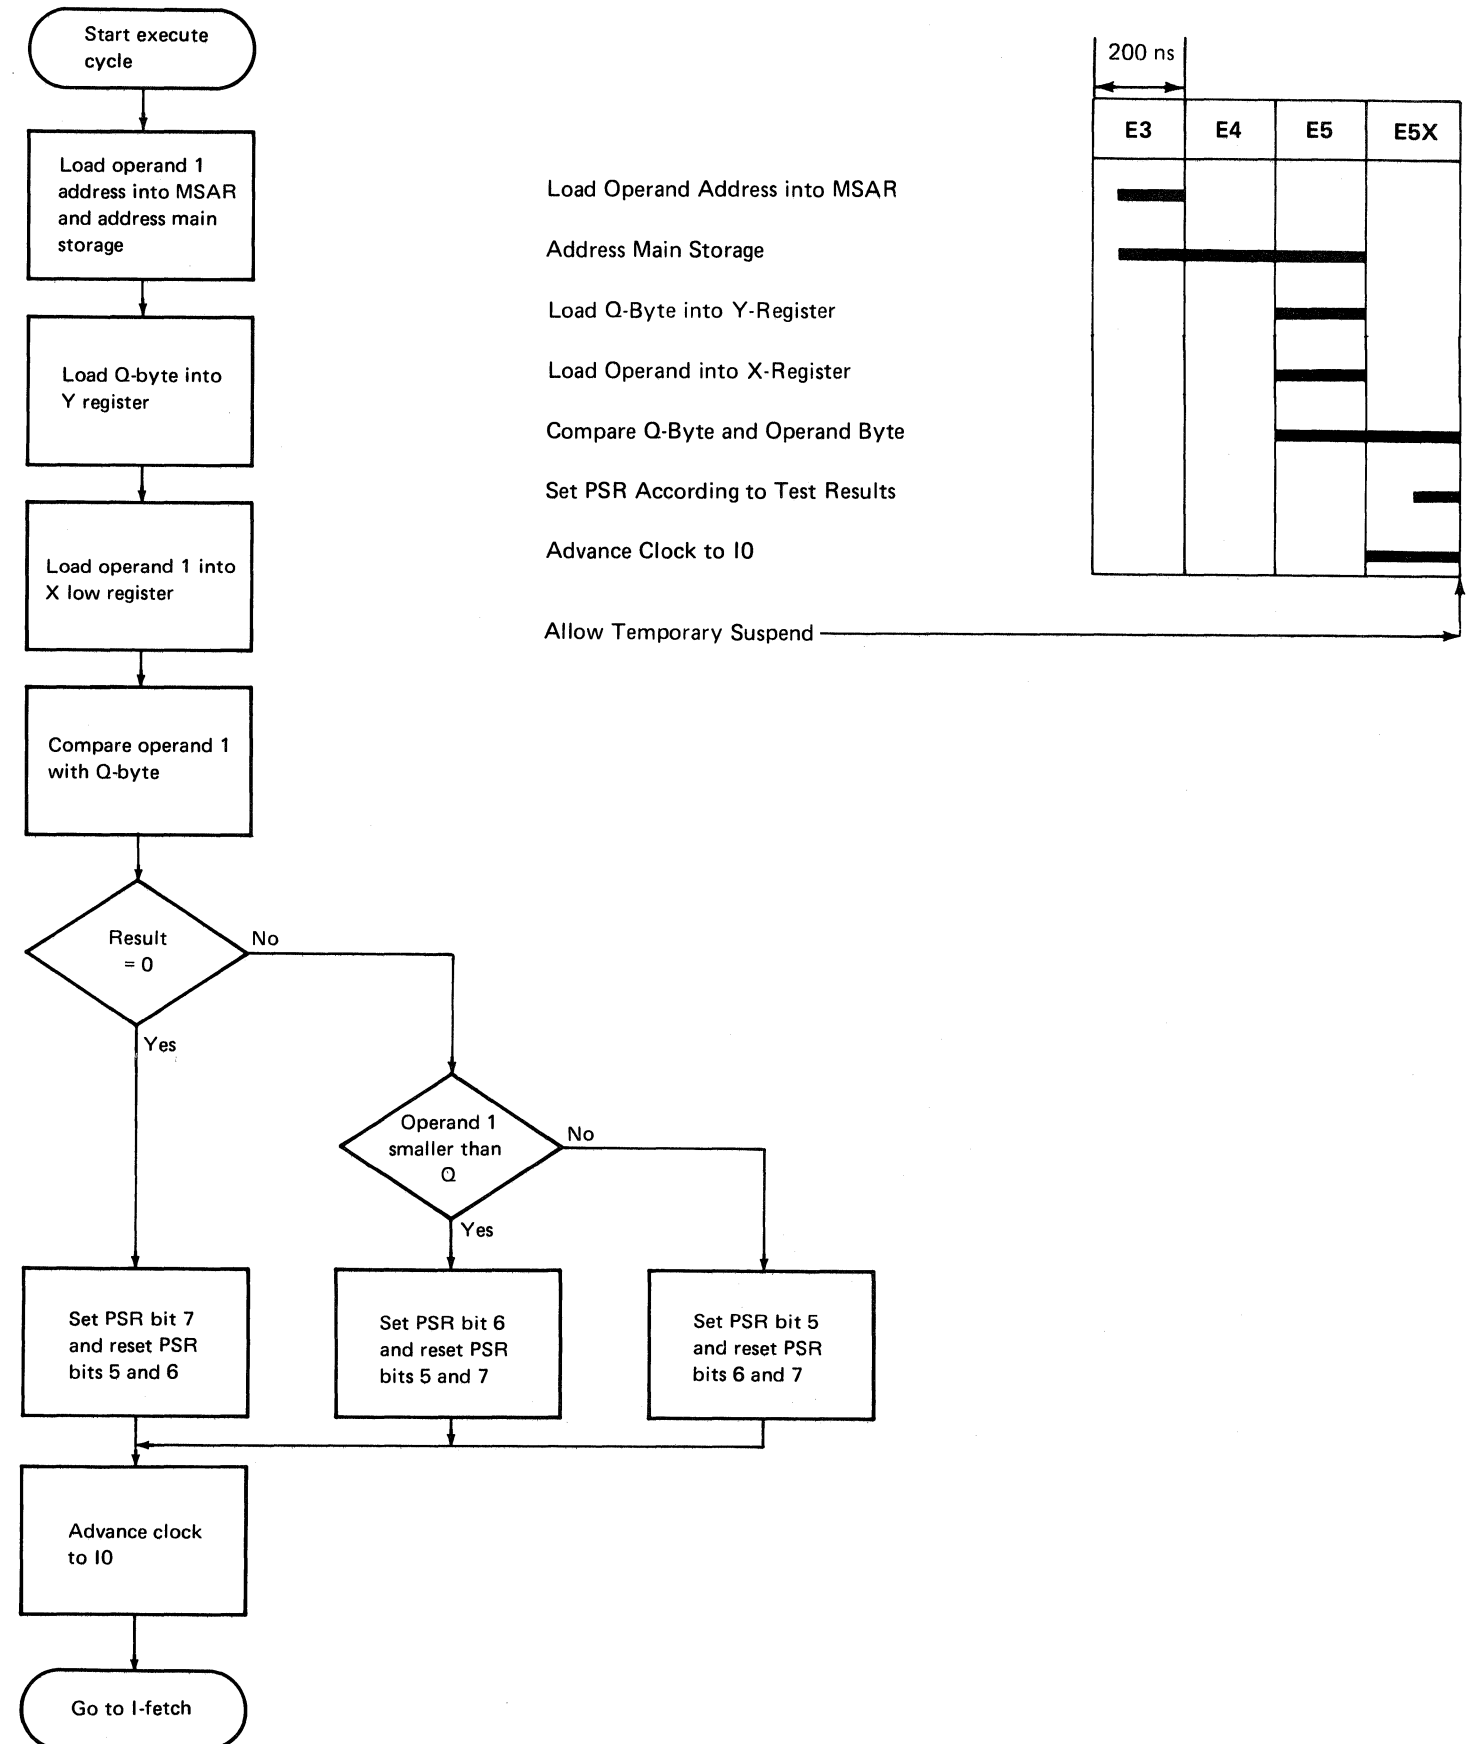 Start execute
cycle
Load operand 1
address into MSAR
and address main
storage
Load Q-byte into
Y register
Load operand 1 into
X low register
Compare operand 1
with Q-byte
Result
= 0
No
Yes
Operand 1
smaller than
Q
No
Yes
Set PSR bit 7
and reset PSR
bits 5 and 6
Set PSR bit 6
and reset PSR
bits 5 and 7
Set PSR bit 5
and reset PSR
bits 6 and 7
Advance clock
to I0
Go to I-fetch
200 ns
E3 E4 E5 E5X
Load Operand Address into MSAR
Address Main Storage
Load Q-Byte into Y-Register
Load Operand into X-Register
Compare Q-Byte and Operand Byte
Set PSR According to Test Results
Advance Clock to I0
Allow Temporary Suspend